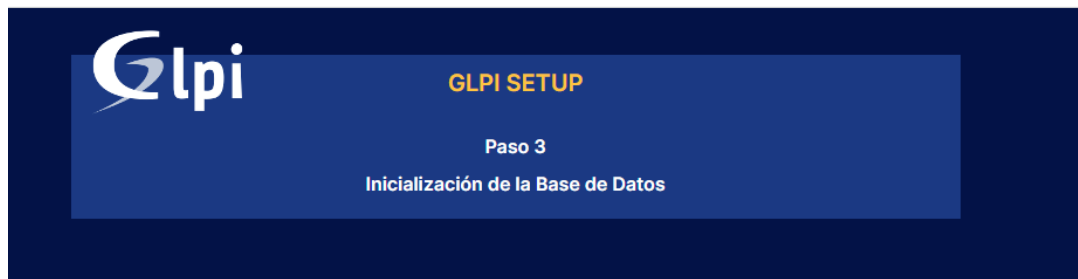 Glpi
GLPI SETUP
Paso 3
Inicialización de la Base de Datos